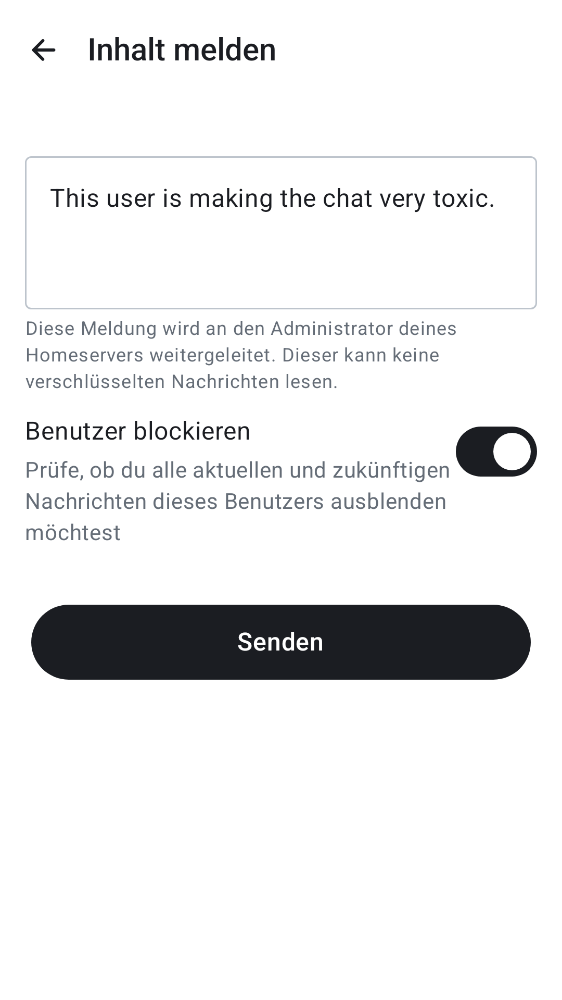 Inhalt melden
This user is making the chat very toxic.
Diese Meldung wird an den Administrator deines
Homeservers weitergeleitet. Dieser kann keine
verschlüsselten Nachrichten lesen.
Benutzer blockieren
Prüfe, ob du alle aktuellen und zukünftigen
Nachrichten dieses Benutzers ausblenden
möchtest
Senden